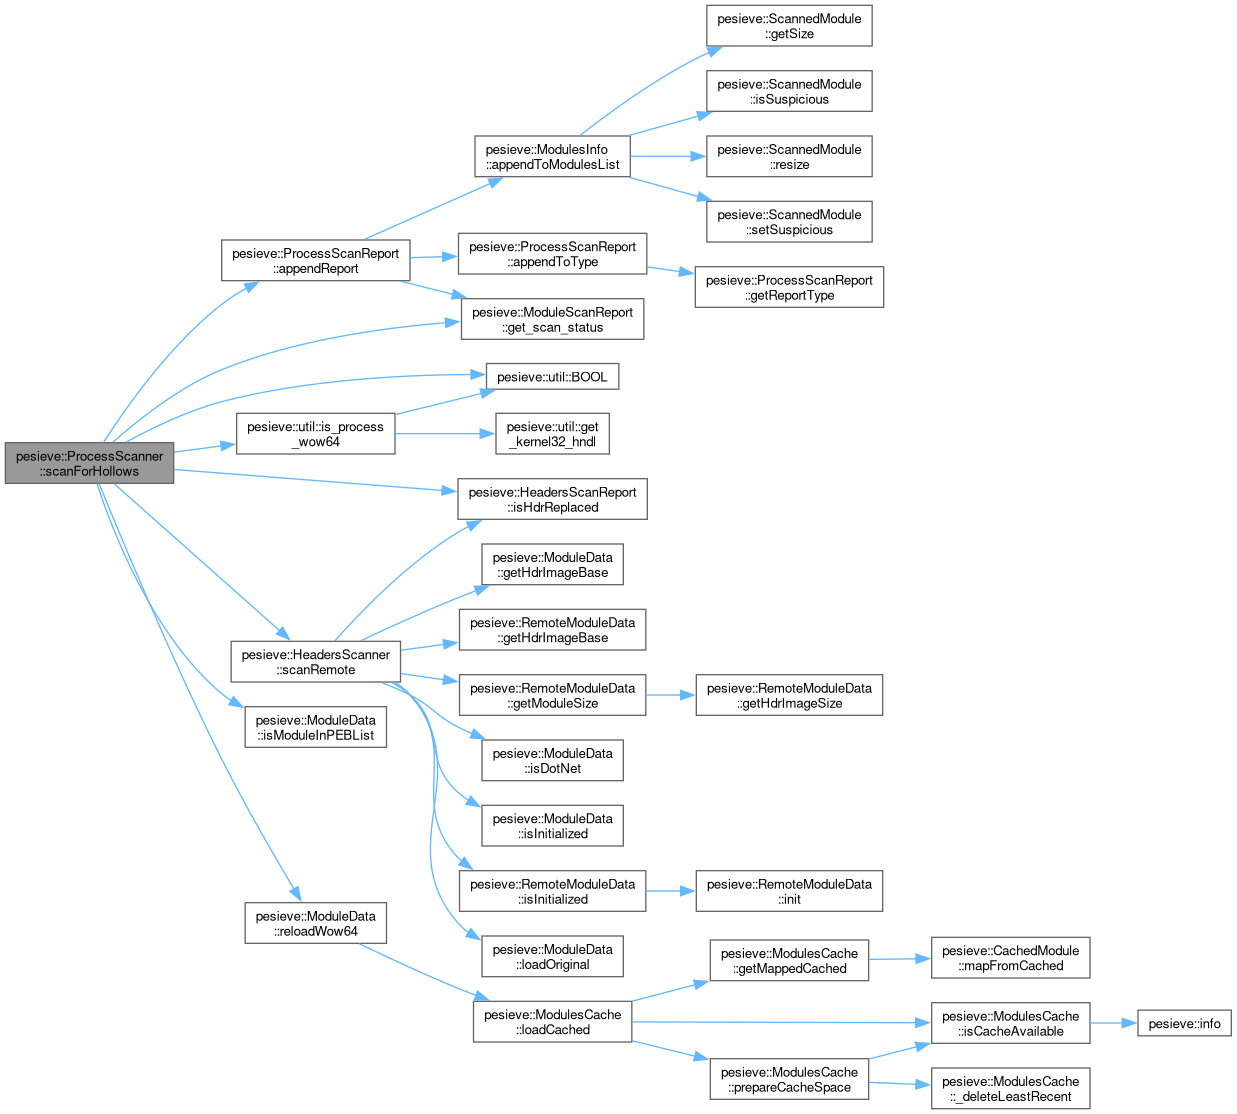 pesieve::ScannedModule
::getSize
pesieve::ScannedModule
::isSuspicious
pesieve::ModulesInfo
::appendToModulesList
pesieve::ScannedModule
::resize
pesieve::ScannedModule
::setSuspicious
pesieve::ProcessScanReport
::appendReport
pesieve::ProcessScanReport
::appendToType
pesieve::ProcessScanReport
::getReportType
pesieve::ModuleScanReport
::get_scan_status
pesieve::util::BOOL
pesieve::util::is_process
_wow64
pesieve::util::get
_kernel32_hndl
pesieve::ProcessScanner
::scanForHollows
pesieve::HeadersScanReport
::isHdrReplaced
pesieve::ModuleData
::getHdrImageBase
pesieve::RemoteModuleData
::getHdrImageBase
pesieve::HeadersScanner
::scanRemote
pesieve::RemoteModuleData
::getModuleSize
pesieve::RemoteModuleData
::getHdrImageSize
pesieve::ModuleData
::isModuleInPEBList
pesieve::ModuleData
::isDotNet
pesieve::ModuleData
::isInitialized
pesieve::RemoteModuleData
::isInitialized
pesieve::RemoteModuleData
::init
pesieve::ModuleData
::reloadWow64
pesieve::ModuleData
::loadOriginal
pesieve::ModulesCache
::getMappedCached
pesieve::CachedModule
::mapFromCached
pesieve::ModulesCache
::loadCached
pesieve::ModulesCache
::isCacheAvailable
pesieve::info
pesieve::ModulesCache
::prepareCacheSpace
pesieve::ModulesCache
::_deleteLeastRecent